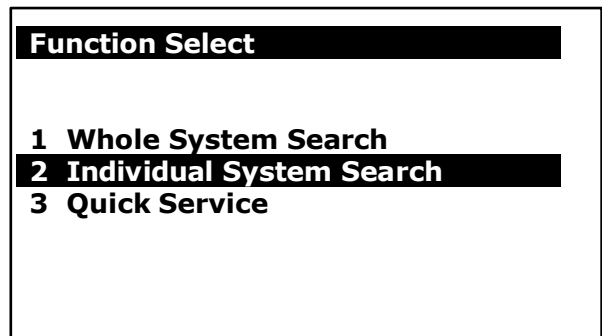 Function Select
1 Whole System Search
2 Individual System Search
3 Quick Service